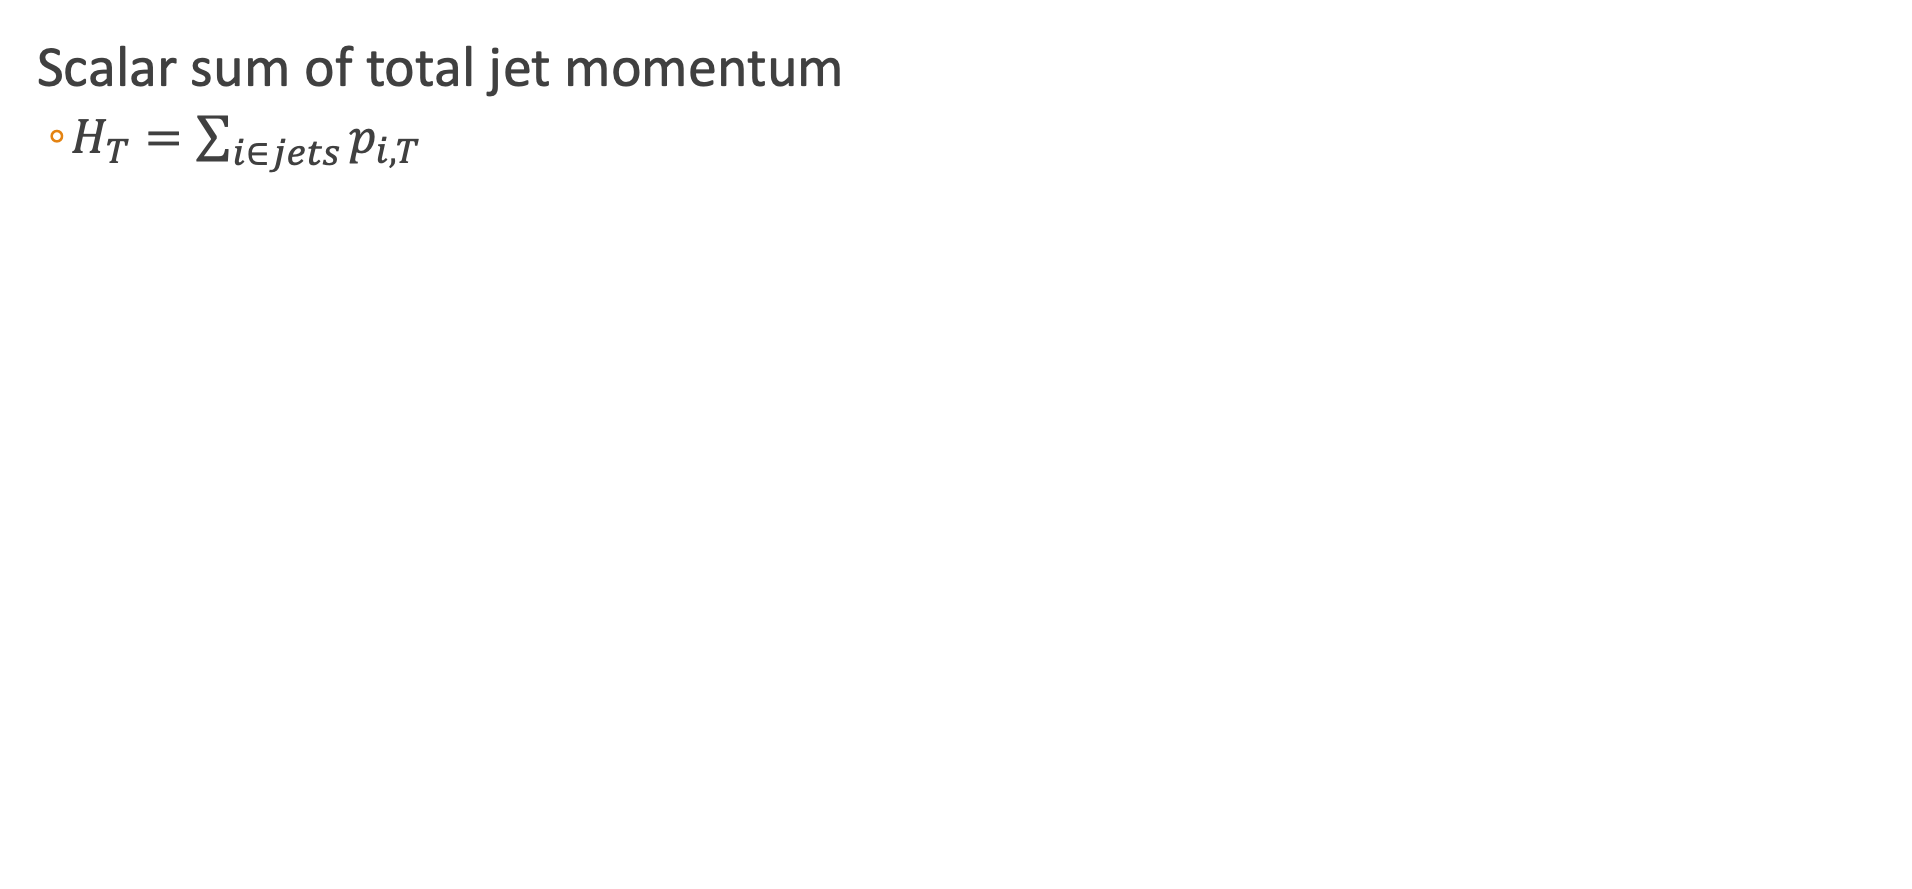 Scalar sum of total jet momentum
◦ H_T = ∑_{i∈jets} p_{i,T}